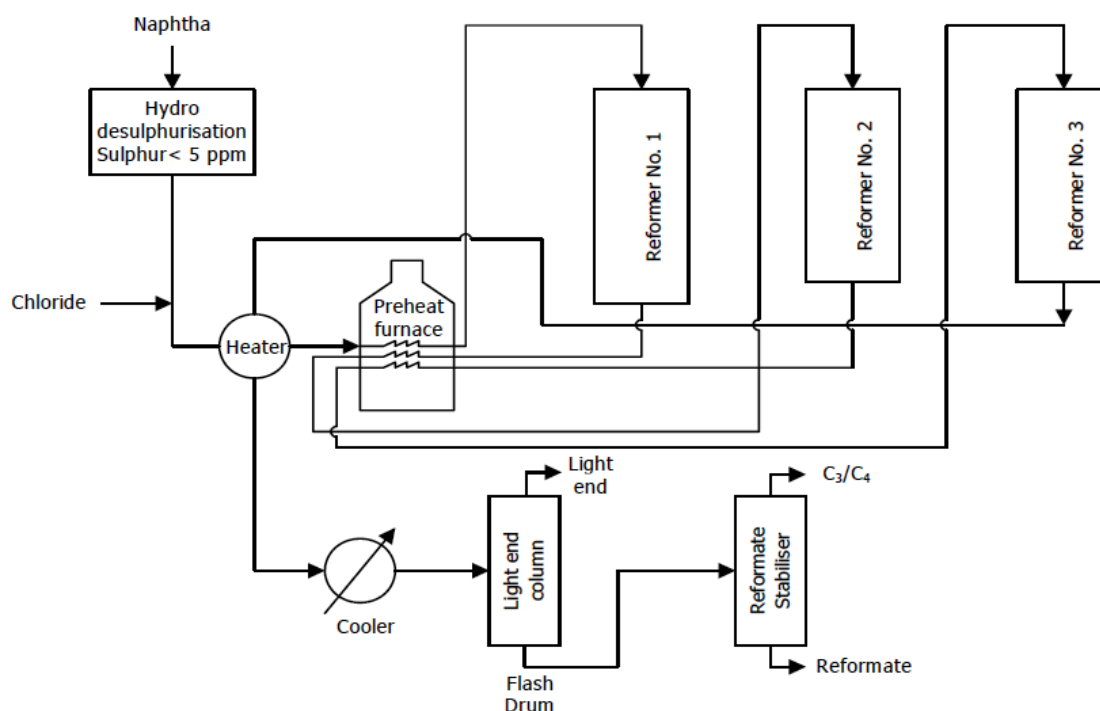 Naphtha
Hydro
desulphurisation
Sulphur< 5 ppm
Chloride
Heater
Preheat
furnace
Reformer No. 1
Reformer No. 2
Reformer No. 3
Cooler
Light
end
Light end
column
Flash
Drum
C₃/C₄
Reformate
Stabiliser
Reformate